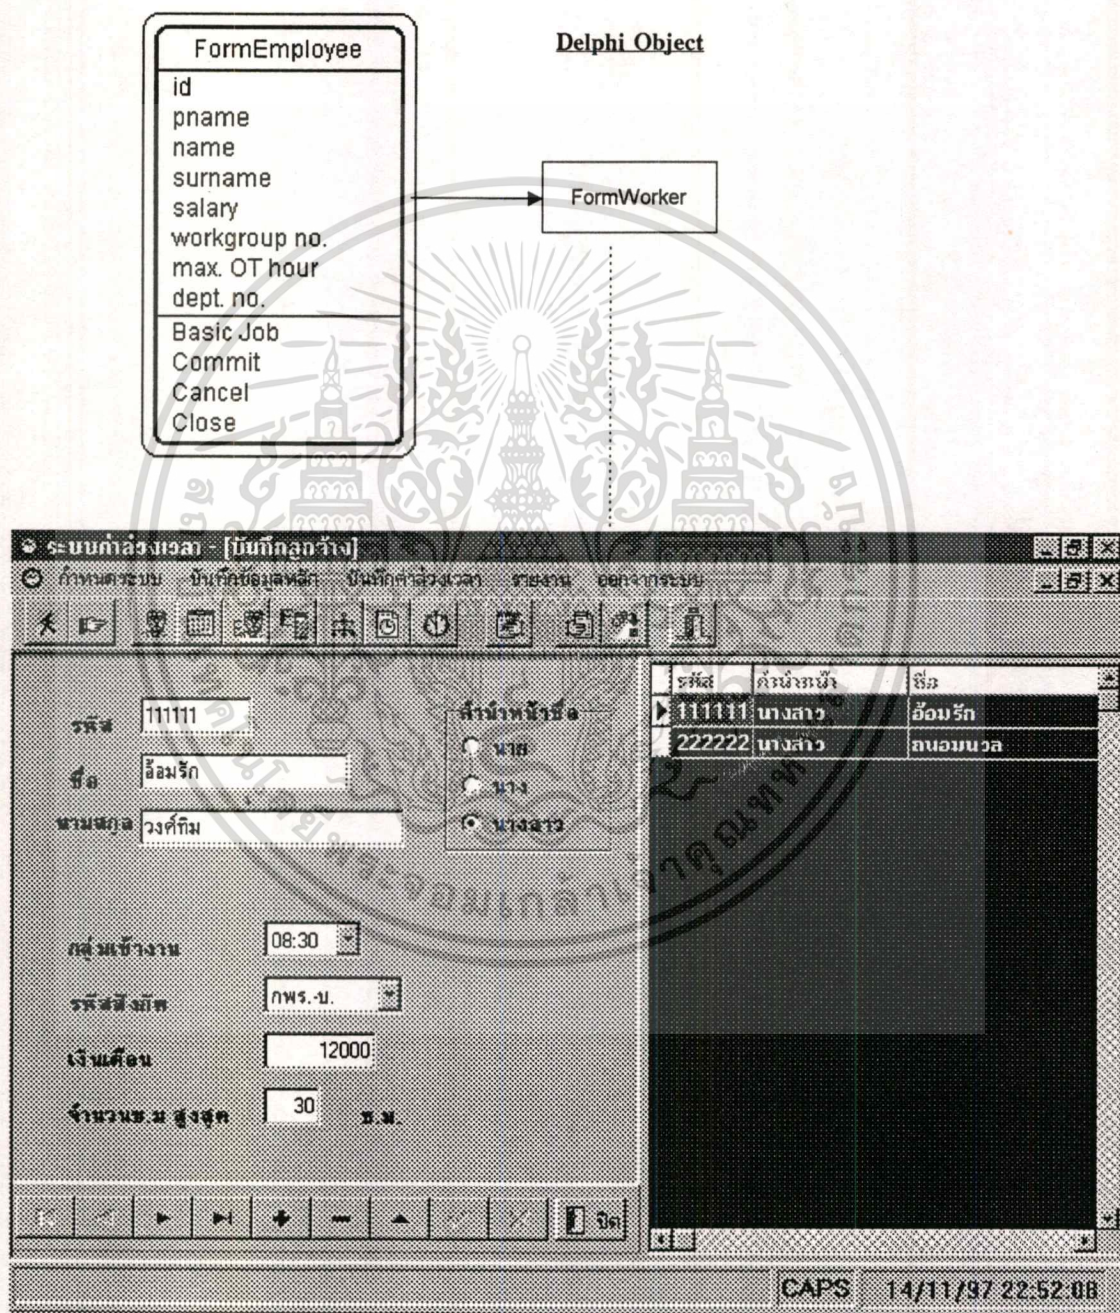 FormEmployee
Delphi Object
id
pname
name
surname
salary
workgroup no.
max. OT hour
dept. no.
Basic Job
Commit
Cancel
Close
FormWorker
ระบบค่าล่วงเวลา - [บันทึกลูกจ้าง]
กำหนดระบบ บันทึกข้อมูลหลัก บันทึกค่าล่วงเวลา รายงาน ออกจากระบบ
รหัส 111111
ชื่อ อ้อมรัก
นามสกุล วงศ์ทิม
คำนำหน้าชื่อ
นาย
นาง
นางสาว
กลุ่มเข้างาน 08:30
รหัสสังกัด กพร.-บ.
เงินเดือน 12000
จำนวนช.ม สูงสุด 30 ช.ม.
รหัส คำนำหน้า ชื่อ
111111 นางสาว อ้อมรัก
222222 นางสาว ถนอมนวล
ปิด
CAPS 14/11/97 22:52:08